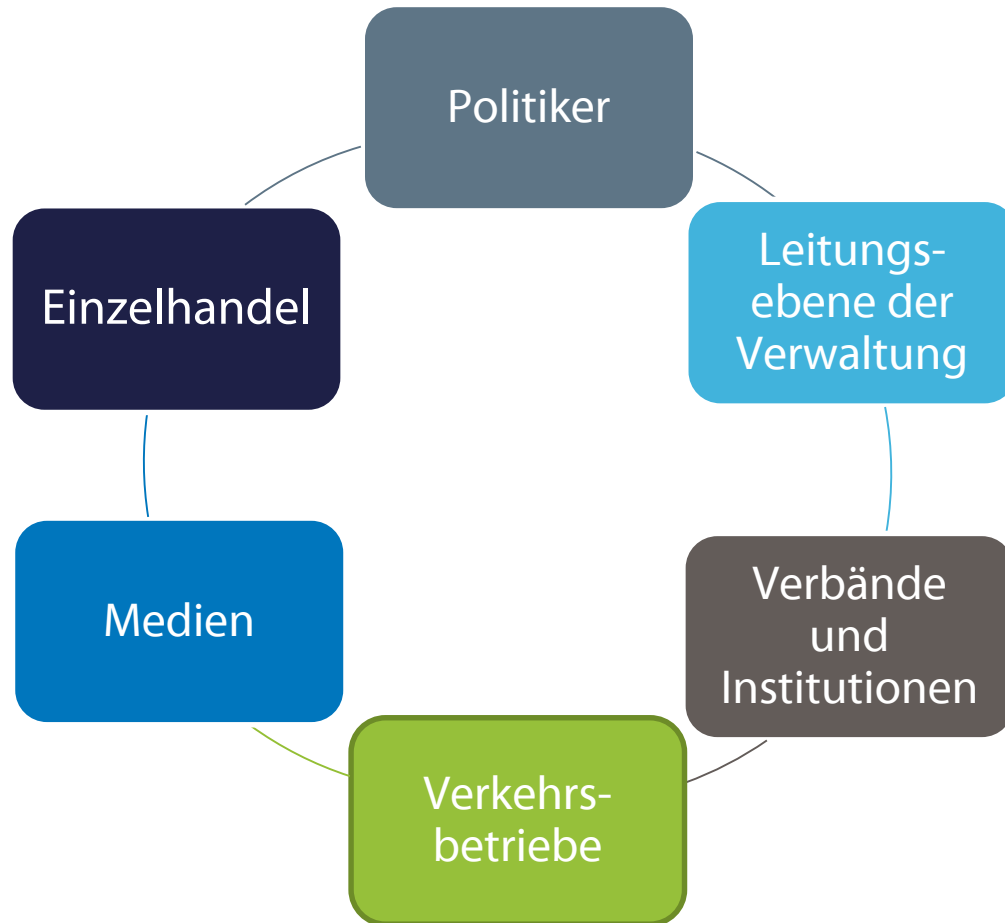 Politiker
Leitungs-
ebene der
Verwaltung
Einzelhandel
Verbände
und
Institutionen
Medien
Verkehrs-
betriebe